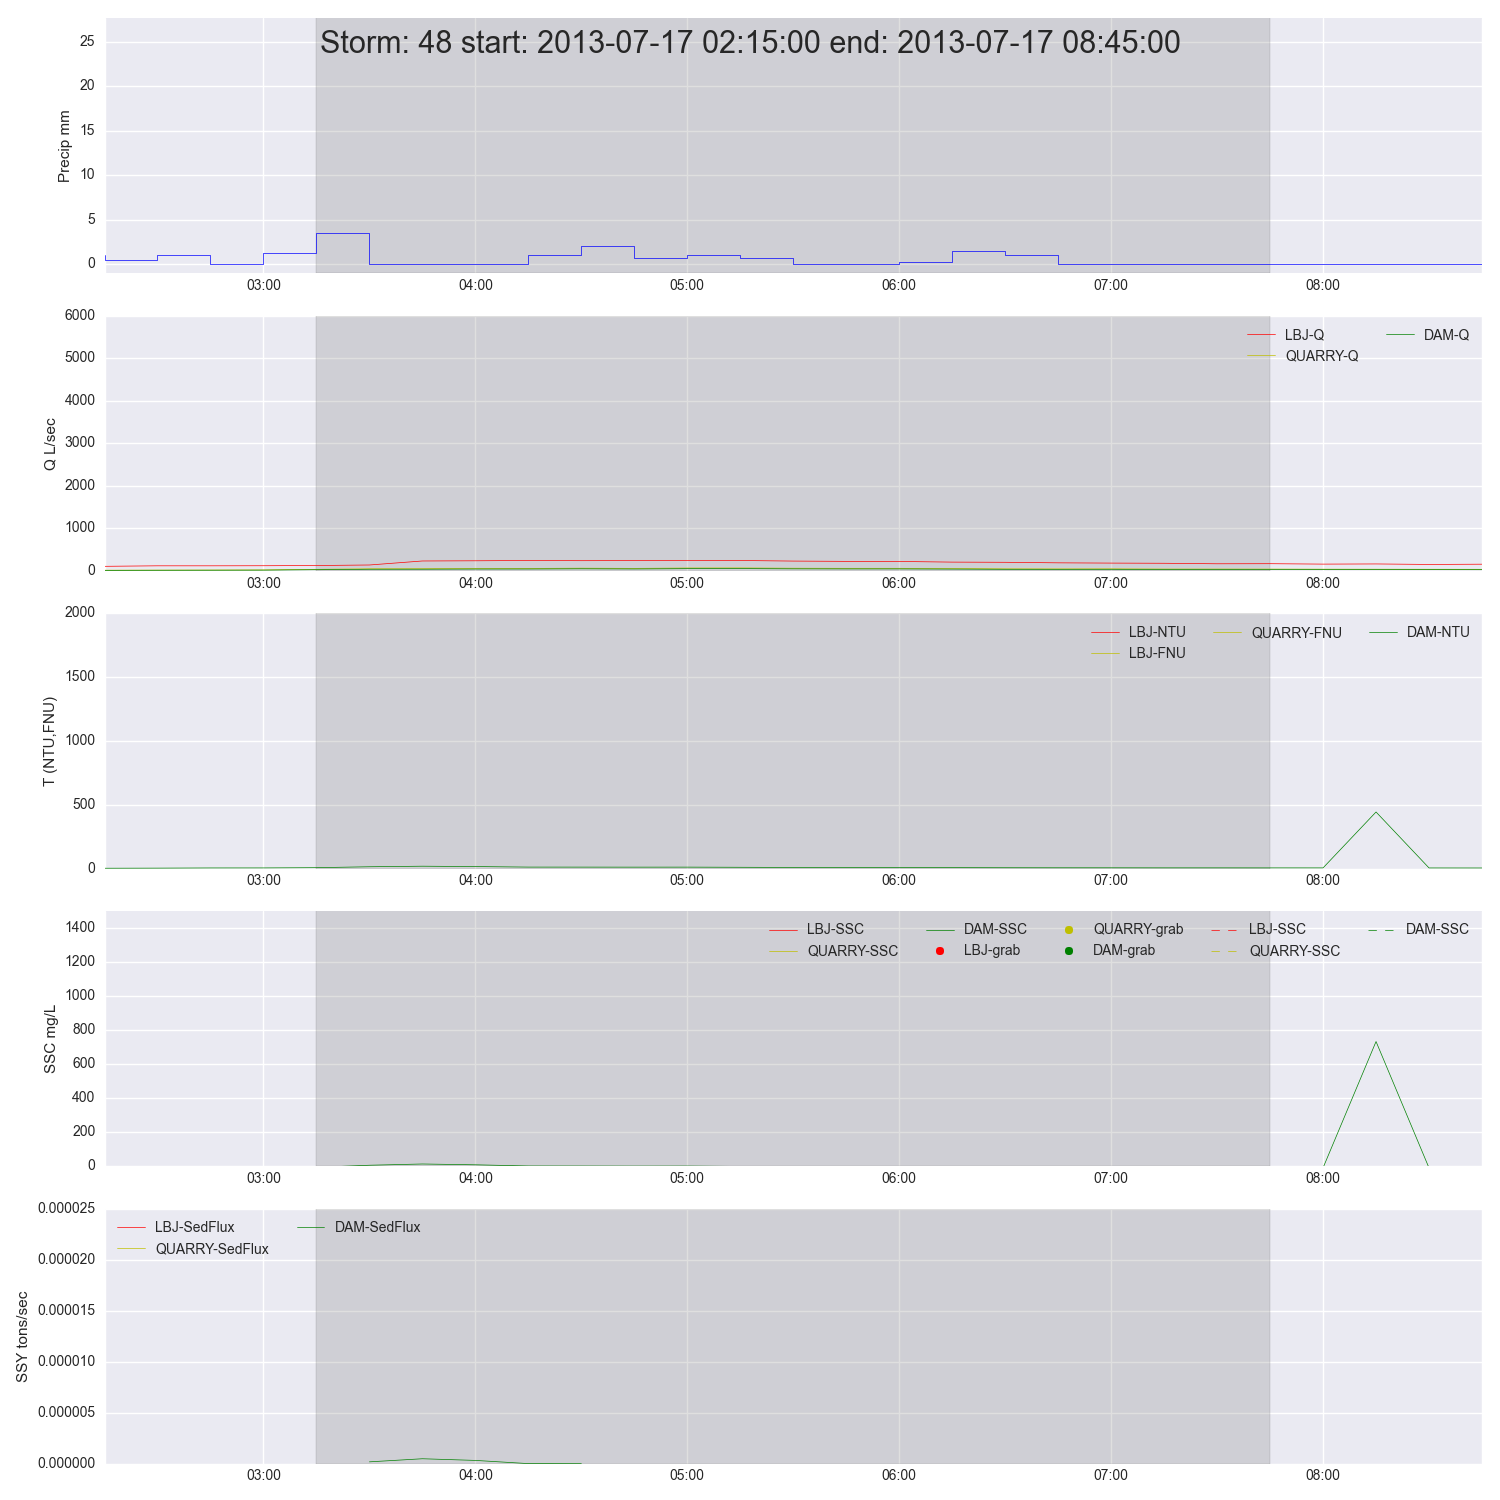 Storm: 48 start: 2013-07-17 02:15:00 end: 2013-07-17 08:45:00
Precip mm
25
20
15
10
5
0
03:00 04:00 05:00 06:00 07:00 08:00
Q L/sec
6000
5000
4000
3000
2000
1000
0
LBJ-Q DAM-Q
QUARRY-Q
03:00 04:00 05:00 06:00 07:00 08:00
T (NTU,FNU)
2000
1500
1000
500
0
LBJ-NTU QUARRY-FNU DAM-NTU
LBJ-FNU
03:00 04:00 05:00 06:00 07:00 08:00
SSC mg/L
1400
1200
1000
800
600
400
200
0
LBJ-SSC DAM-SSC QUARRY-grab LBJ-SSC DAM-SSC
QUARRY-SSC LBJ-grab DAM-grab QUARRY-SSC
03:00 04:00 05:00 06:00 07:00 08:00
SSY tons/sec
0.000025
0.000020
0.000015
0.000010
0.000005
0.000000
LBJ-SedFlux DAM-SedFlux
QUARRY-SedFlux
03:00 04:00 05:00 06:00 07:00 08:00